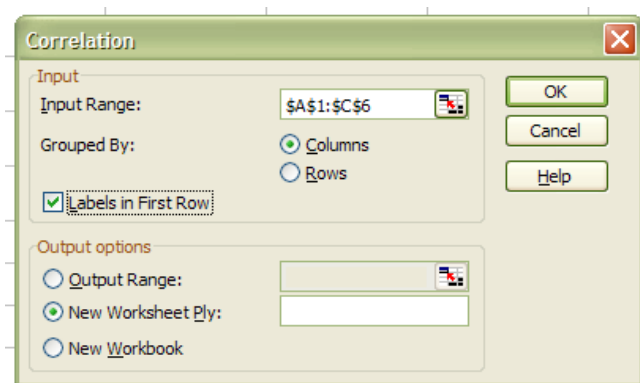 Correlation
Input
Input Range:
$A$1:$C$6
OK
Grouped By:
Columns
Cancel
Rows
Help
Labels in First Row
Output options
Output Range:
New Worksheet Ply:
New Workbook